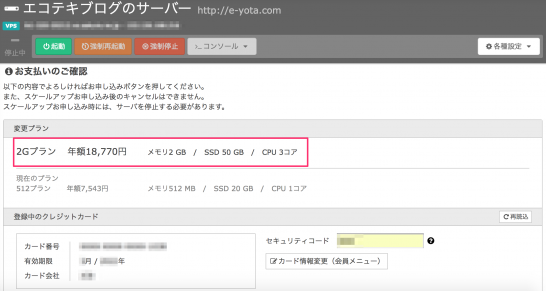 エコテキブログのサーバー http://e-yota.com
VPS
停止中
起動 強制再起動 強制停止 コンソール 各種設定
お支払いのご確認
以下の内容でよろしければお申し込みボタンを押してください。
また、スケールアップお申し込み後のキャンセルはできません。
スケールアップお申し込み時には、サーバを停止する必要があります。
変更プラン
2Gプラン 年額18,770円 メモリ2 GB / SSD 50 GB / CPU 3コア
現在のプラン
512プラン 年額7,543円 メモリ512 MB / SSD 20 GB / CPU 1コア
登録中のクレジットカード 再読込
カード番号
有効期限 月 / 年
カード会社
セキュリティコード
カード情報変更（会員メニュー）